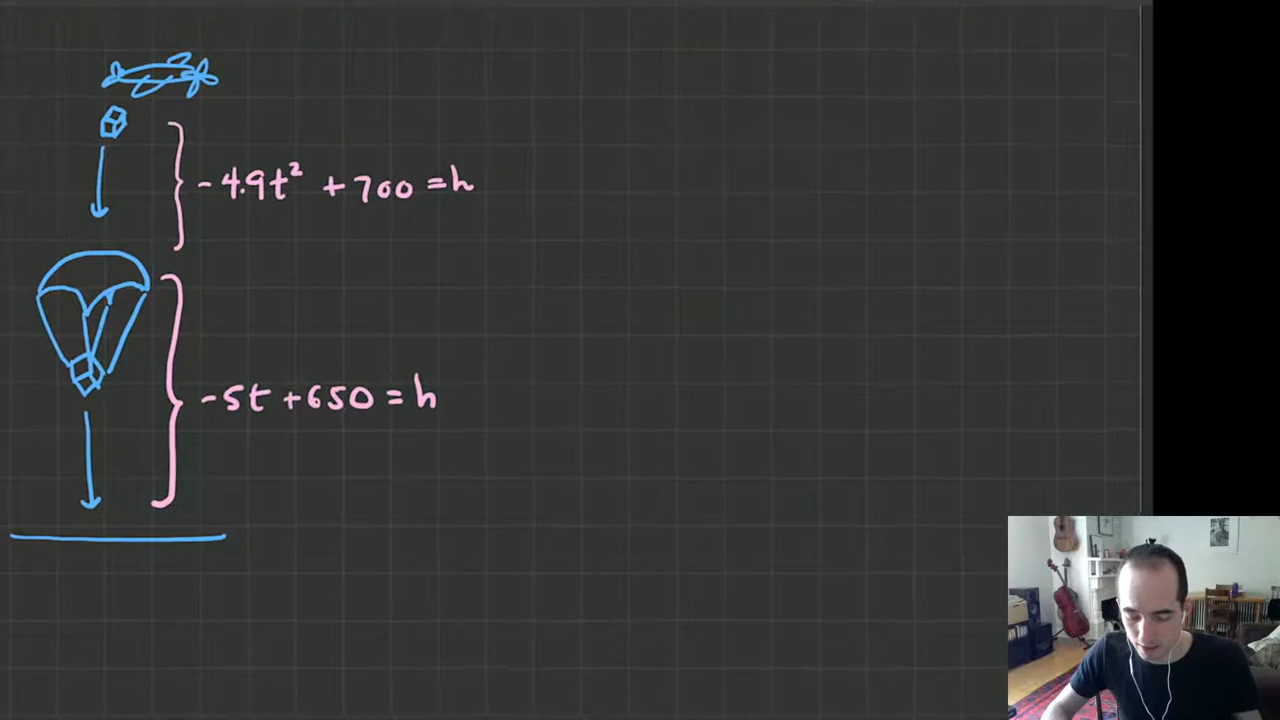 -4.9t² +700 =h
-5t +650 = h